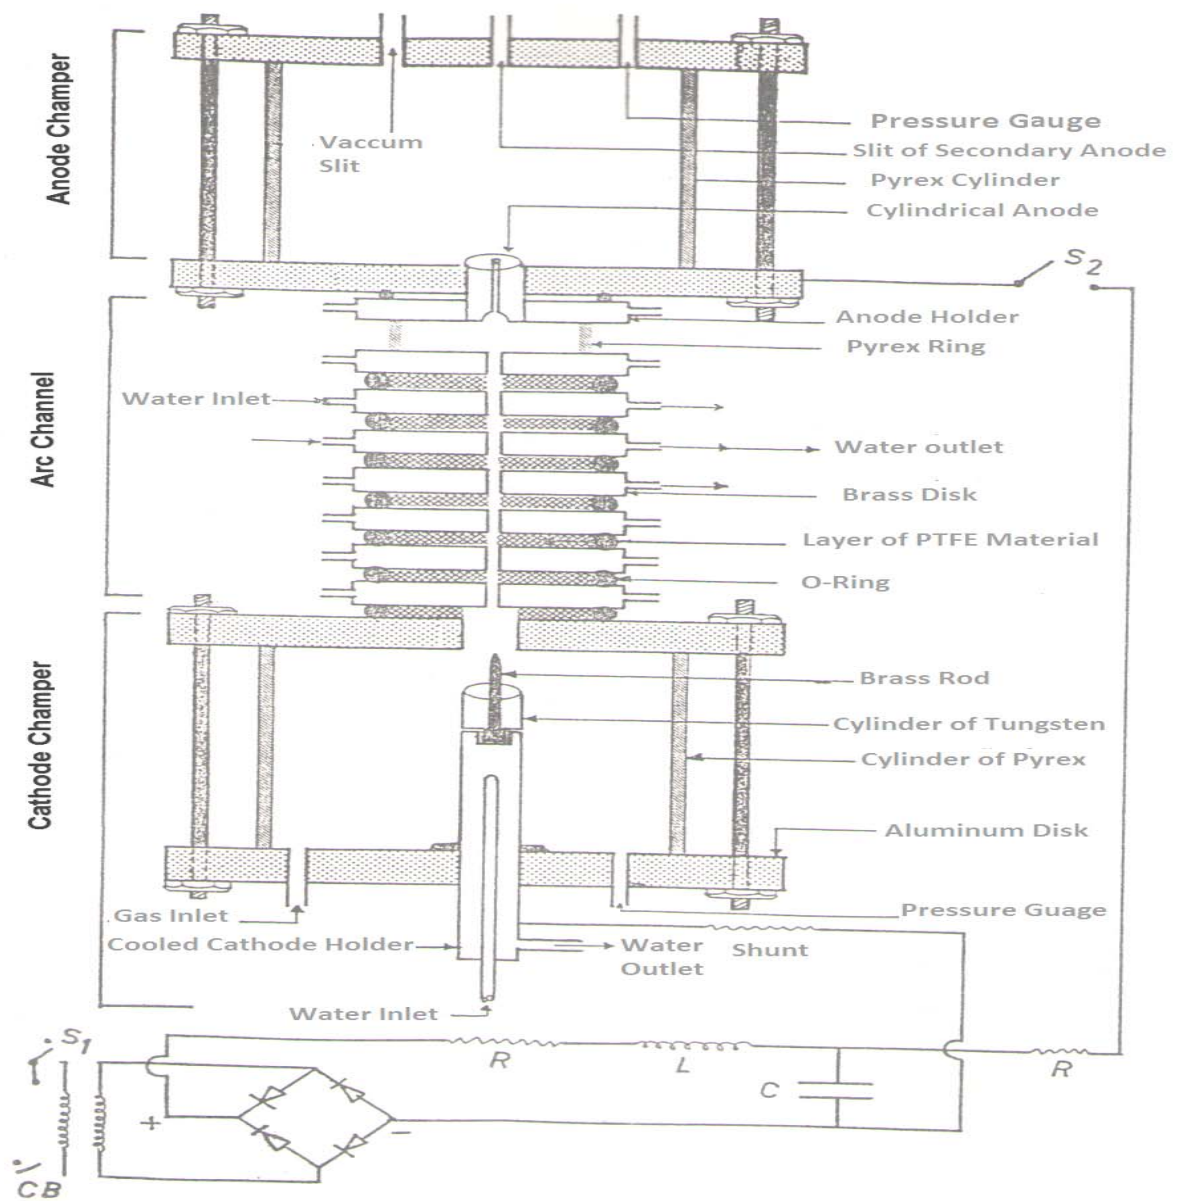 Anode Champer
Vaccum
Slit
Pressure Gauge
Slit of Secondary Anode
Pyrex Cylinder
Cylindrical Anode
S2
Arc Channel
Anode Holder
Pyrex Ring
Water Inlet
Water outlet
Brass Disk
Layer of PTFE Material
O-Ring
Cathode Champer
Brass Rod
Cylinder of Tungsten
Cylinder of Pyrex
Aluminum Disk
Gas Inlet
Pressure Guage
Cooled Cathode Holder
Water
Outlet
Shunt
Water Inlet
S1
R
L
R
C
+
−
CB